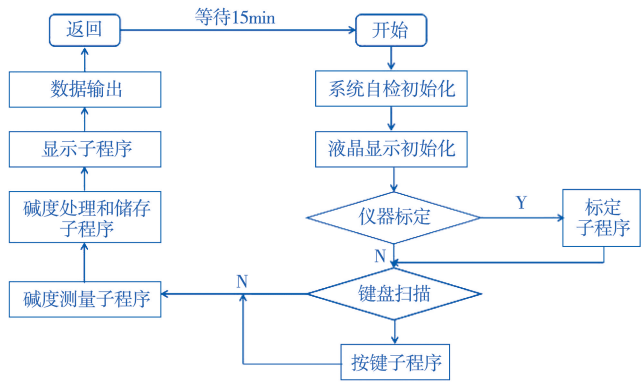 返回
等待15min
开始
数据输出
系统自检初始化
显示子程序
液晶显示初始化
碱度处理和储存
子程序
仪器标定
Y
标定
子程序
N
碱度测量子程序
N
键盘扫描
按键子程序